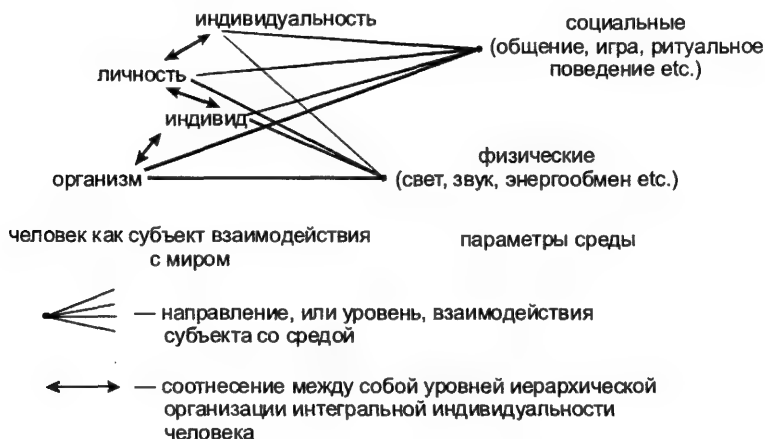 индивидуальность
социальные
(общение, игра, ритуальное
поведение etc.)
личность
индивид
организм
физические
(свет, звук, энергообмен etc.)
человек как субъект взаимодействия
с миром
параметры среды
— направление, или уровень, взаимодействия
субъекта со средой
— соотнесение между собой уровней иерархической
организации интегральной индивидуальности
человека